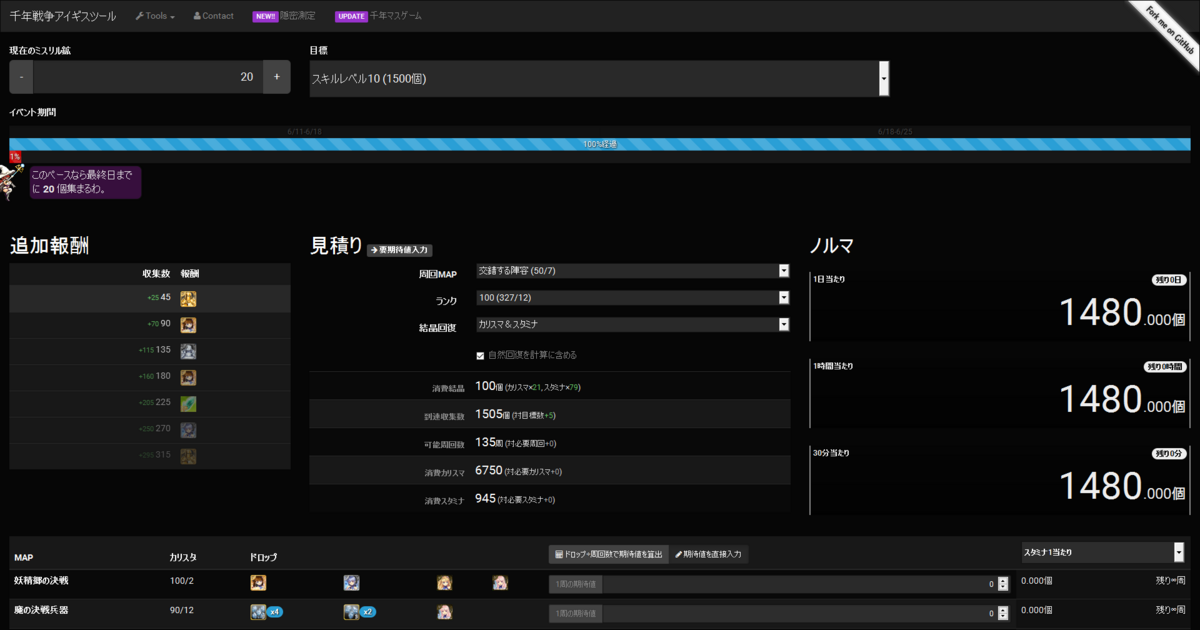 千年戦争アイギスツール Tools Contact NEW!! 隠密測定 UPDATE 千年マスゲーム
Fork me on GitHub
現在のミスリル鉱 目標
- 20 + スキルレベル10 (1500個)
イベント期間
6/11-6/18 6/18-6/25
100%経過
1%
このペースなら最終日まで
に 20 個集まるわ。
追加報酬 見積り 要期待値入力 ノルマ
収集数 報酬
+25 45
+70 90
+115 135
+160 180
+205 225
+250 270
+295 315
周回MAP 交錯する陣容 (50/7)
ランク 100 (327/12)
結晶回復 カリスマ&スタミナ
自然回復を計算に含める
消費結晶 100個 (カリスマ×21, スタミナ×79)
到達収集数 1505個 (対目標数+5)
可能周回数 135周 (対必要周回+0)
消費カリスマ 6750 (対必要カリスマ+0)
消費スタミナ 945 (対必要スタミナ+0)
1日当たり 残り0日
1480.000個
1時間当たり 残り0時間
1480.000個
30分当たり 残り0分
1480.000個
MAP カリスタ ドロップ ドロップ÷周回数で期待値を算出 期待値を直接入力 スタミナ1当たり
妖精郷の決戦 100/2 1周の期待値 0 0.000個 残り∞周
魔の決戦兵器 90/12 x4 x2 1周の期待値 0 0.000個 残り∞周